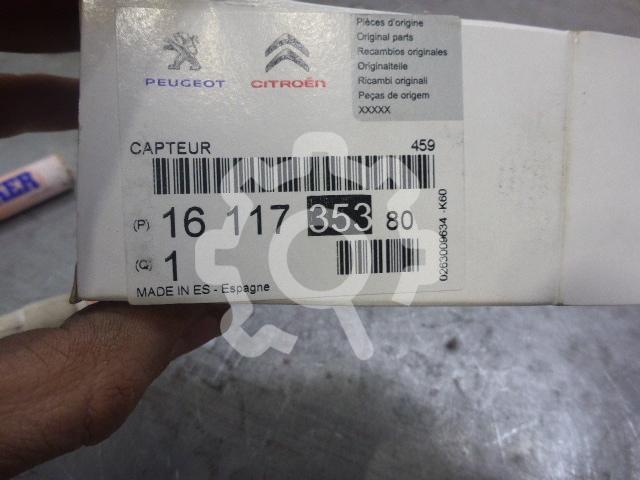 Pièces d'origine
Original parts
Recambios originales
Originalteile
Ricambi originali
Peças de origem
XXXXX
PEUGEOT
CITROËN
CAPTEUR 459
(P) 16 117 353 80
(Q) 1
MADE IN ES - Espagne
0263009634 -K60